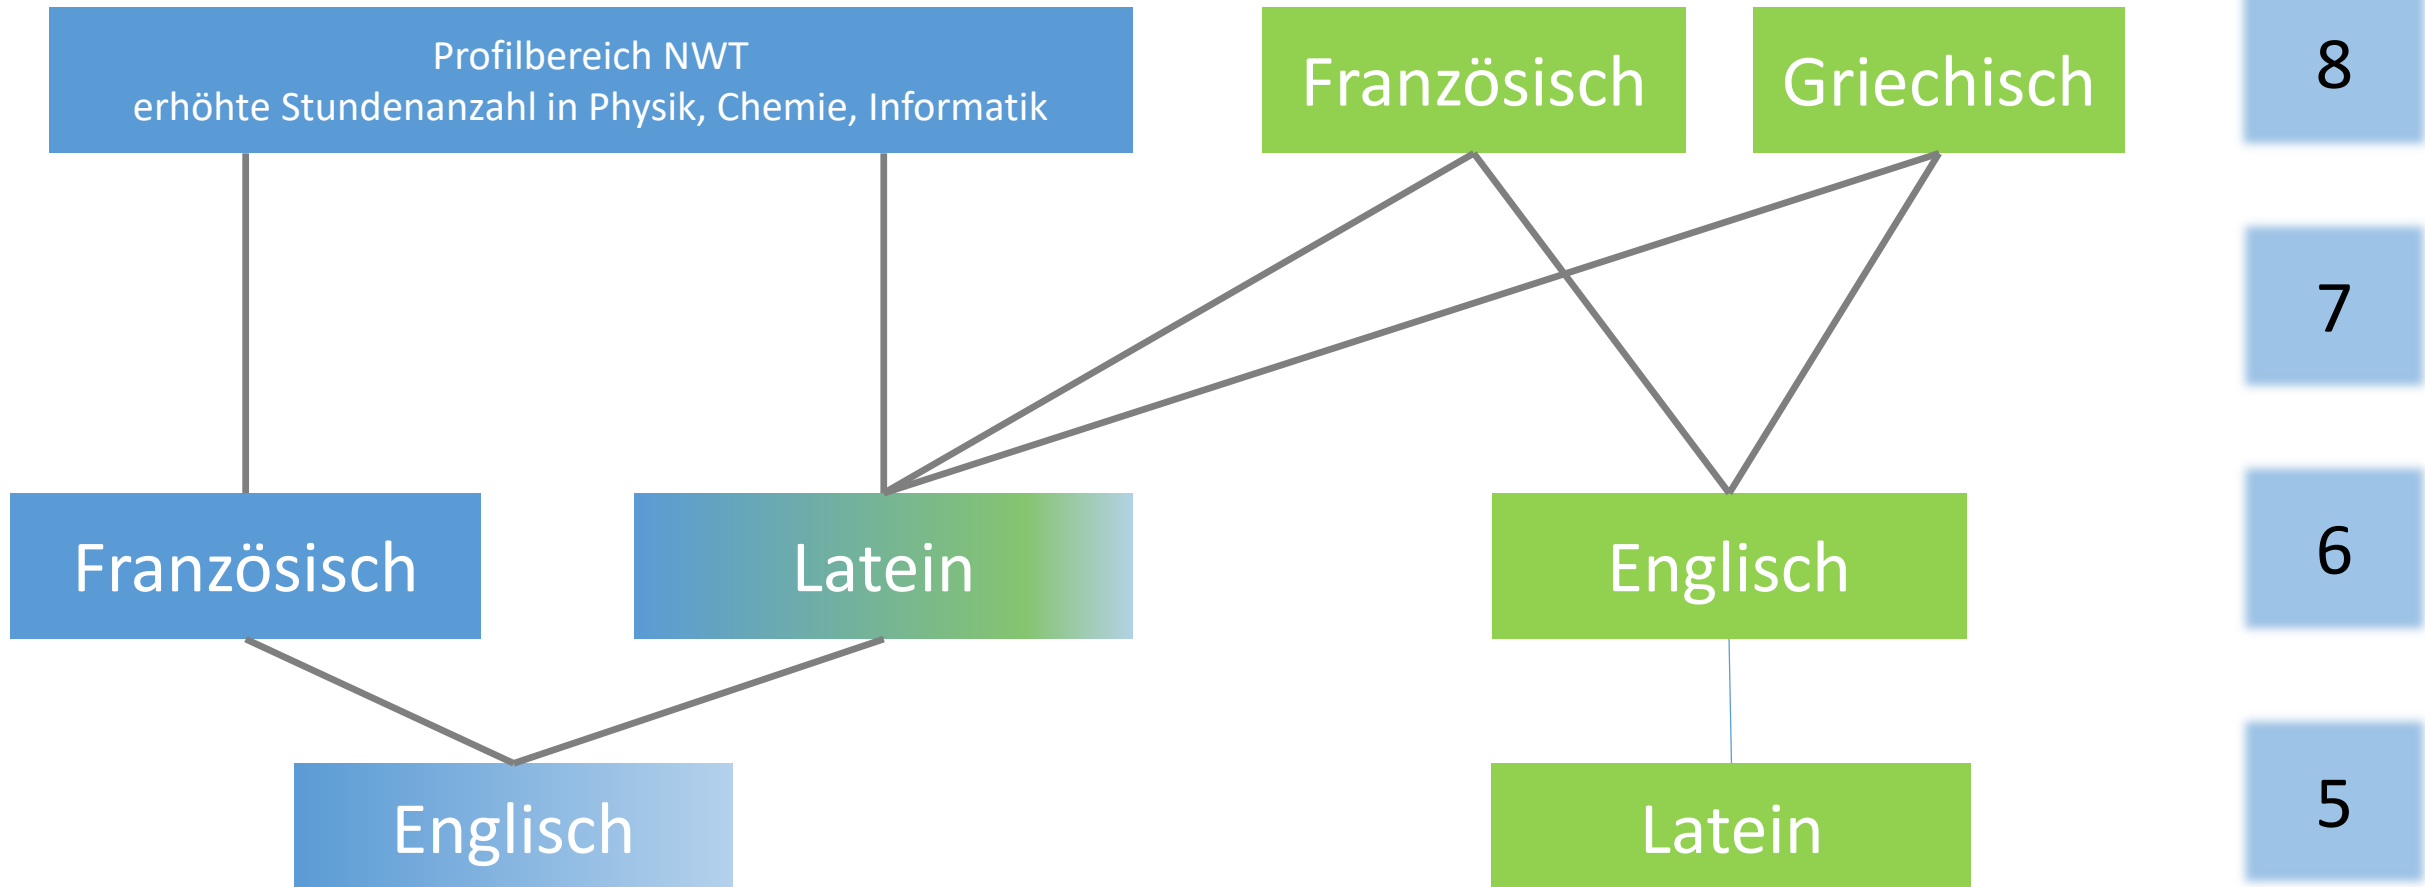 Profilbereich NWT
erhöhte Stundenanzahl in Physik, Chemie, Informatik
Französisch
Griechisch
8
7
Französisch
Latein
Englisch
6
Englisch
Latein
5